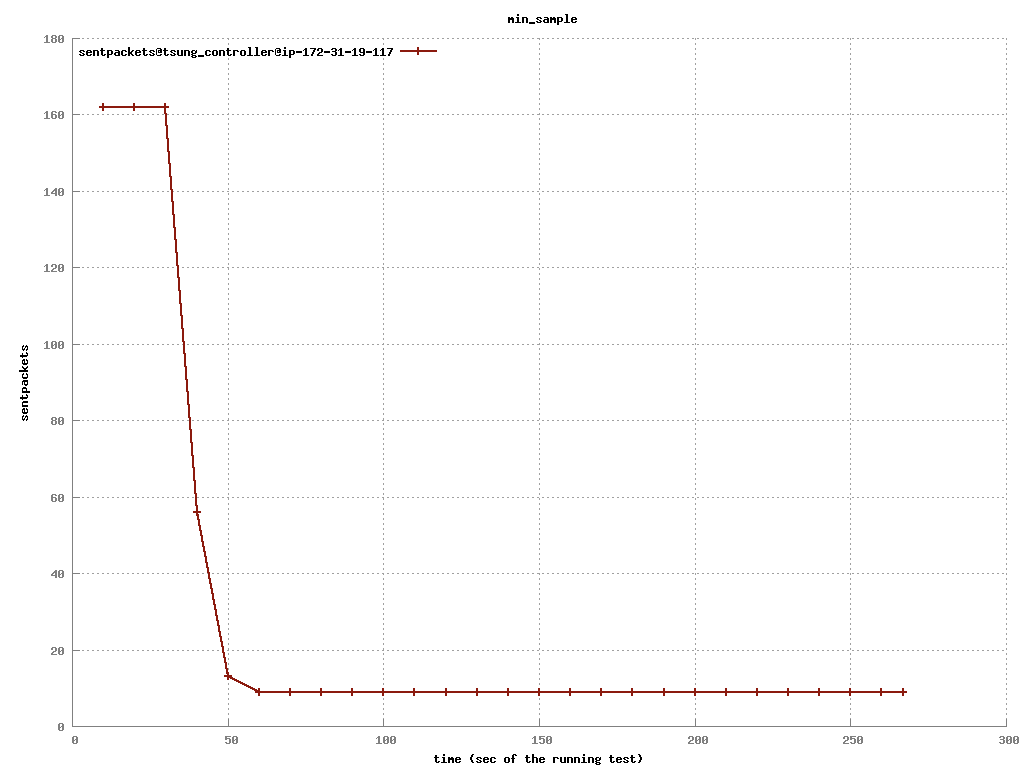 min_sample
180
sentpackets@tsung_controller@ip-172-31-19-117
160
140
120
100
sentpackets
80
60
40
20
0
0 50 100 150 200 250 300
time (sec of the running test)